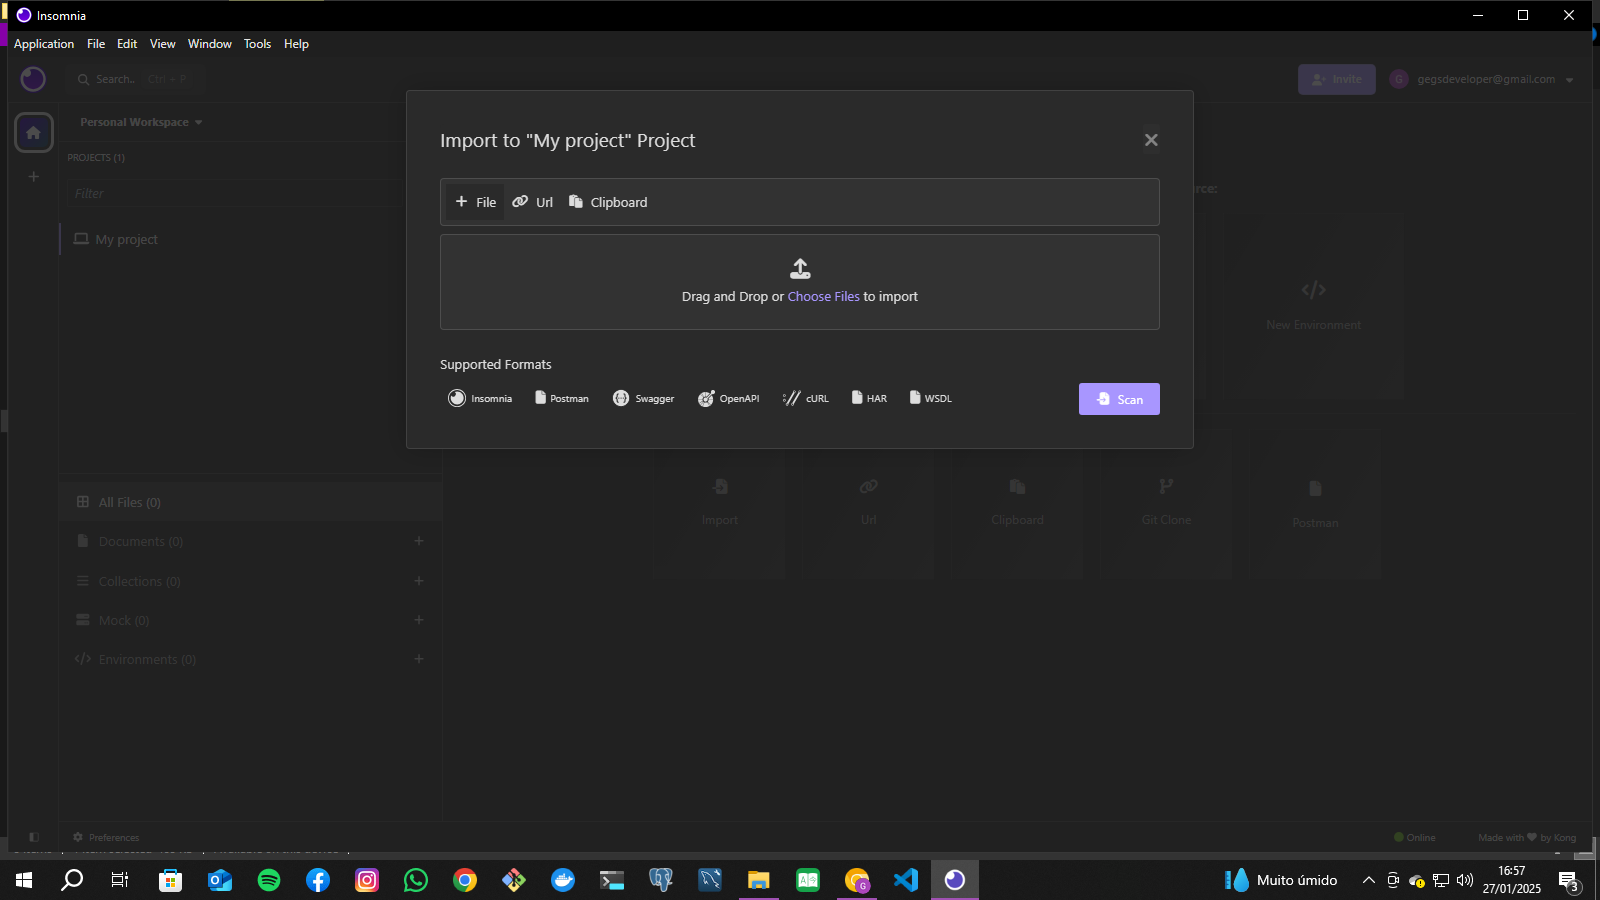 Insomnia
Application File Edit View Window Tools Help
Search.. Ctrl + P
Invite
G gegsdeveloper@gmail.com
Personal Workspace
Import to "My project" Project
PROJECTS (1)
Filter
File Url Clipboard
My project
Drag and Drop or Choose Files to import
New Environment
Supported Formats
Insomnia Postman Swagger OpenAPI cURL HAR WSDL
Scan
All Files (0)
Import Url Clipboard Git Clone Postman
Documents (0)
Collections (0)
Mock (0)
Environments (0)
Preferences
Online
Made with ❤ by Kong
Muito úmido
16:57
27/01/2025
3